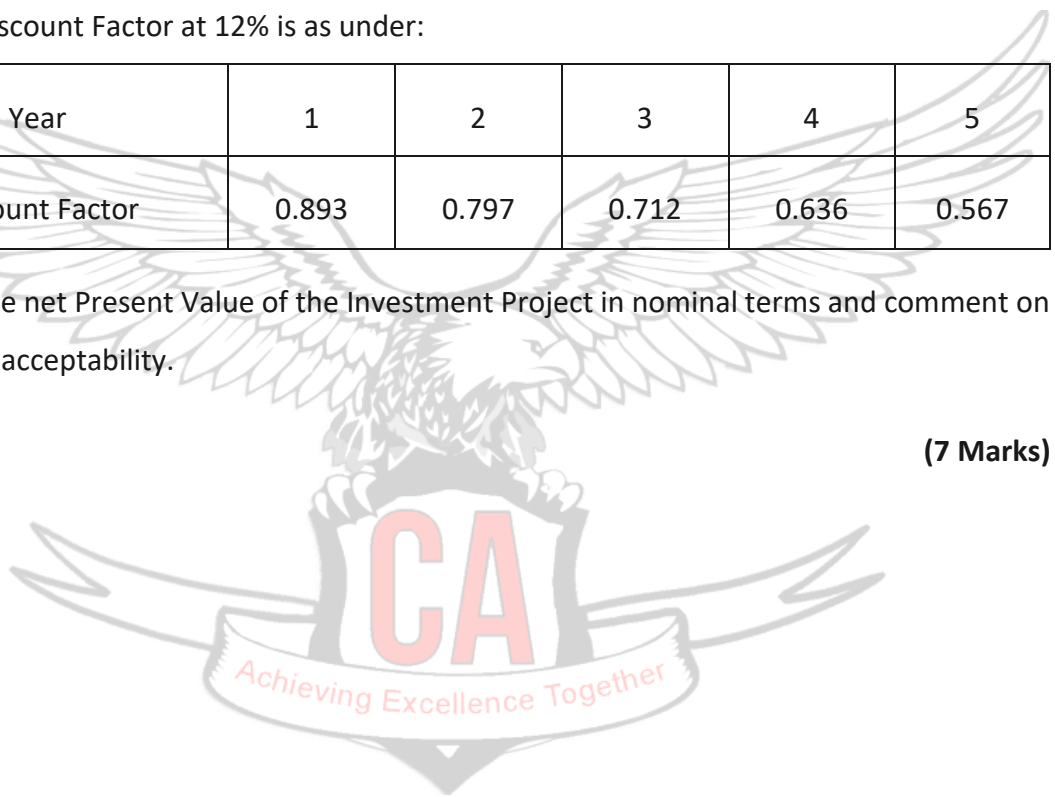 scount Factor at 12% is as under:
Year 1 2 3 4 5
ount Factor 0.893 0.797 0.712 0.636 0.567
e net Present Value of the Investment Project in nominal terms and comment on
acceptability.
(7 Marks)
CA
Achieving Excellence Together